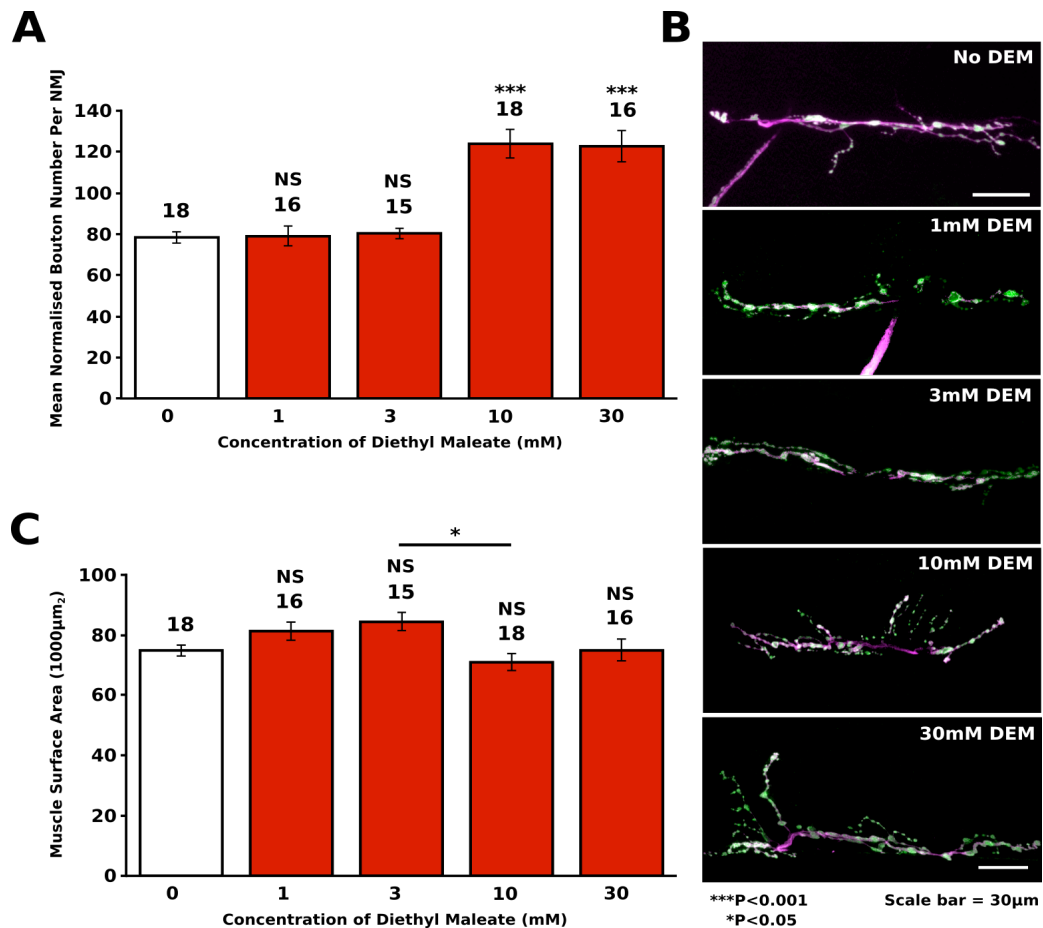 A
Mean Normalised Bouton Number Per NMJ
140
120
100
80
60
40
20
0
18
NS
16
NS
15
***
18
***
16
0 1 3 10 30
Concentration of Diethyl Maleate (mM)
B
No DEM
1mM DEM
3mM DEM
10mM DEM
30mM DEM
***P<0.001
*P<0.05
Scale bar = 30µm
C
Muscle Surface Area (1000µm₂)
100
80
60
40
20
0
*
18
NS
16
NS
15
NS
18
NS
16
0 1 3 10 30
Concentration of Diethyl Maleate (mM)